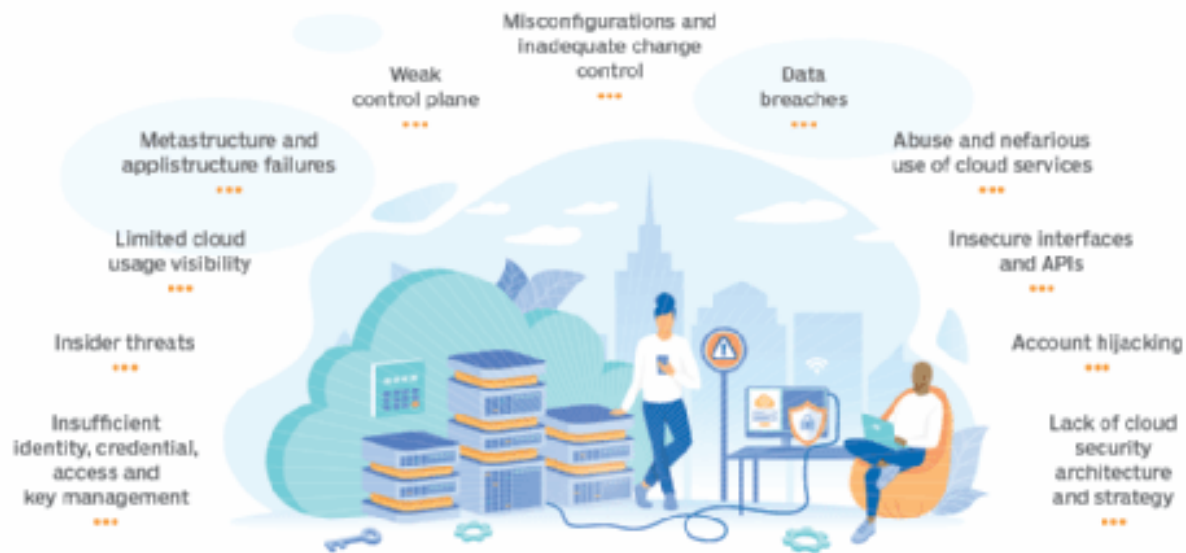 Misconfigurations and
inadequate change
control
Weak
control plane
Data
breaches
Metastructure and
applistructure failures
Abuse and nefarious
use of cloud services
Limited cloud
usage visibility
Insecure interfaces
and APIs
Insider threats
Account hijacking
Insufficient
identity, credential,
access and
key management
Lack of cloud
security
architecture
and strategy